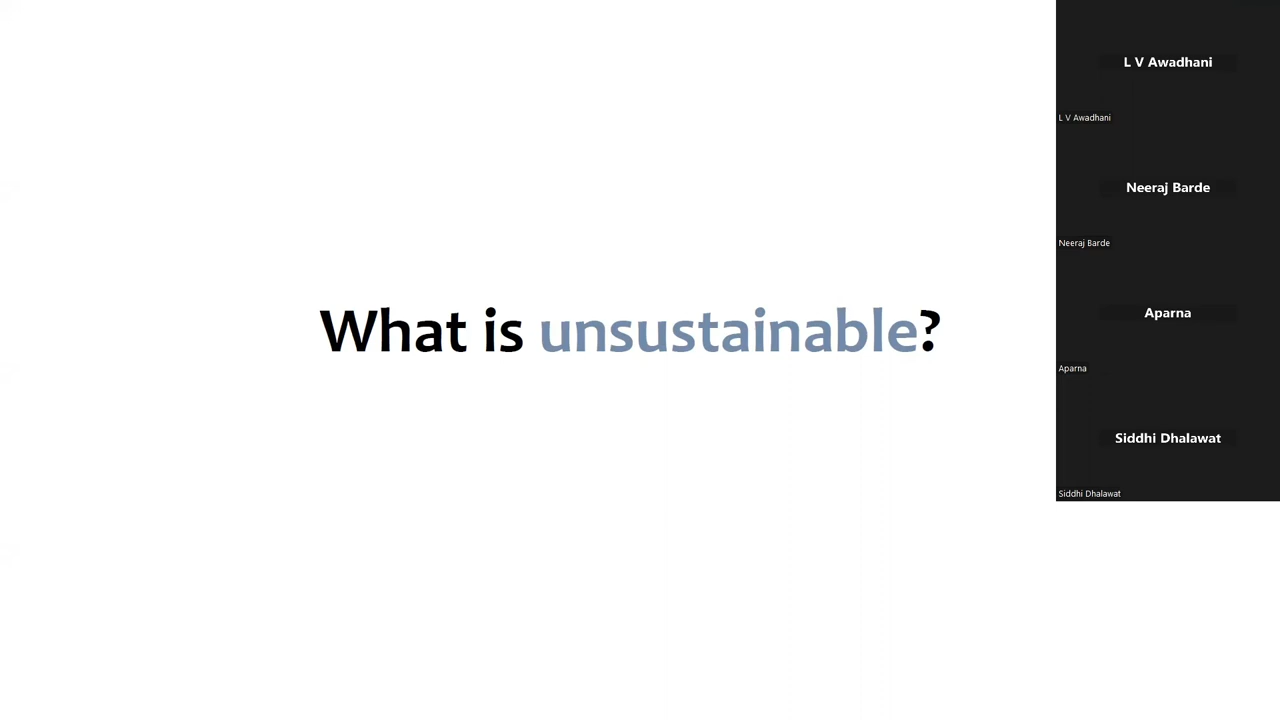 What is unsustainable?
L V Awadhani
L V Awadhani
Neeraj Barde
Neeraj Barde
Aparna
Aparna
Siddhi Dhalawat
Siddhi Dhalawat